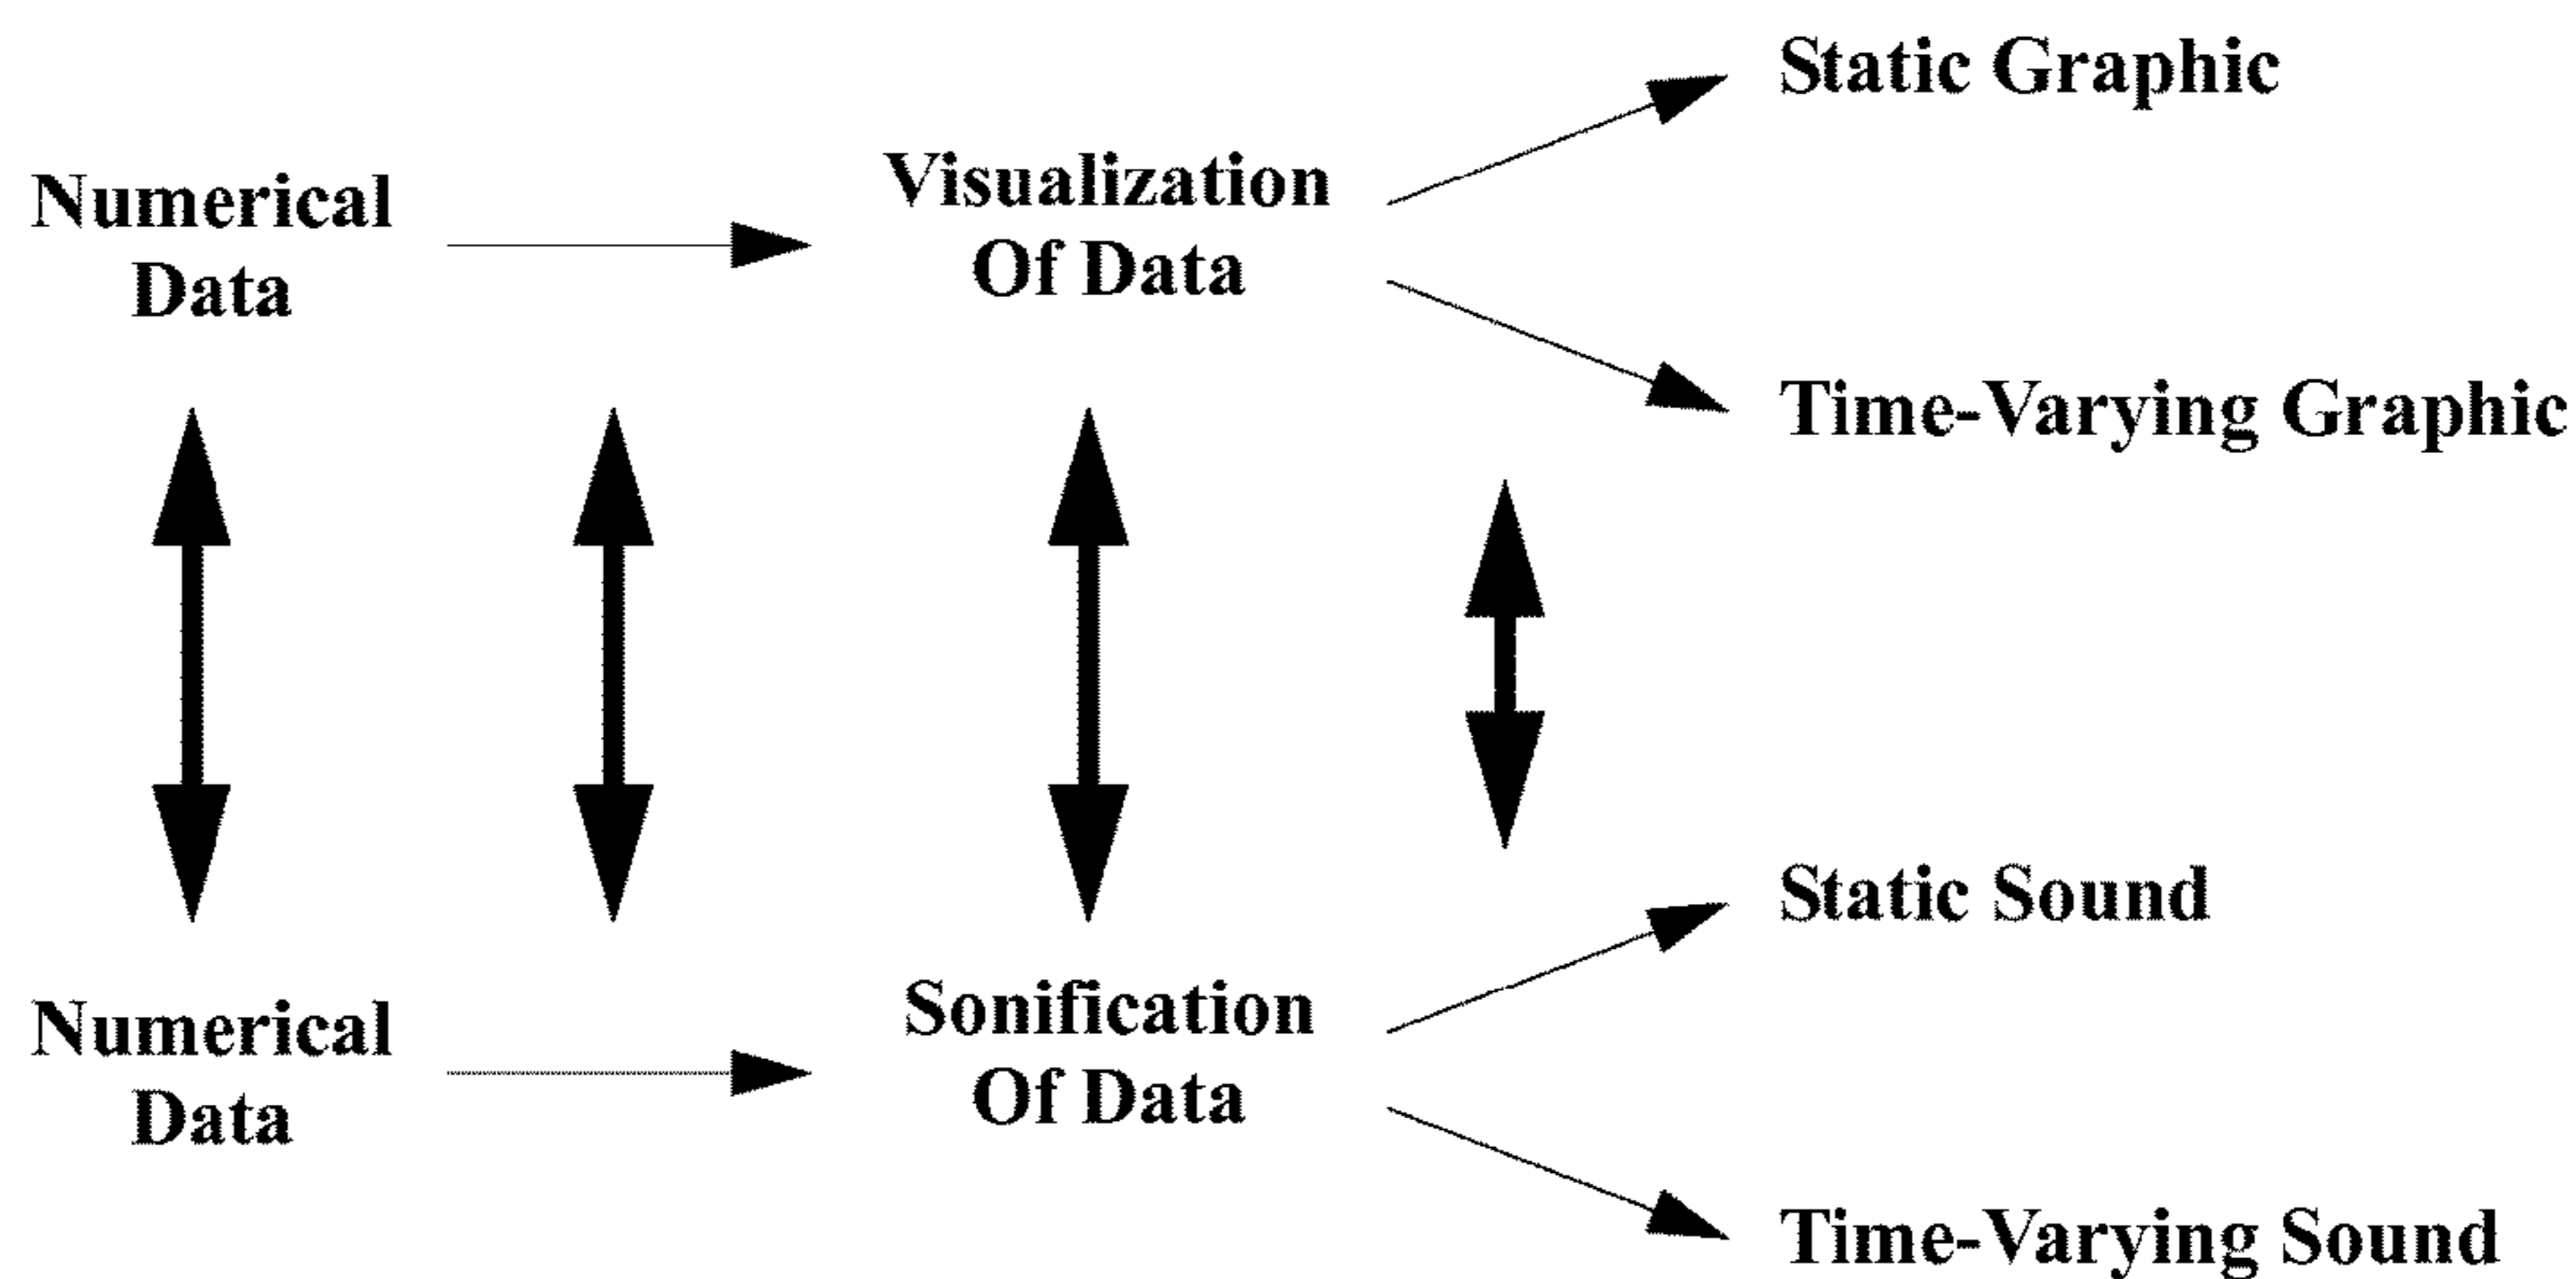 Static Graphic
Numerical
Data
Visualization
Of Data
Time-Varying Graphic
Static Sound
Numerical
Data
Sonification
Of Data
Time-Varying Sound